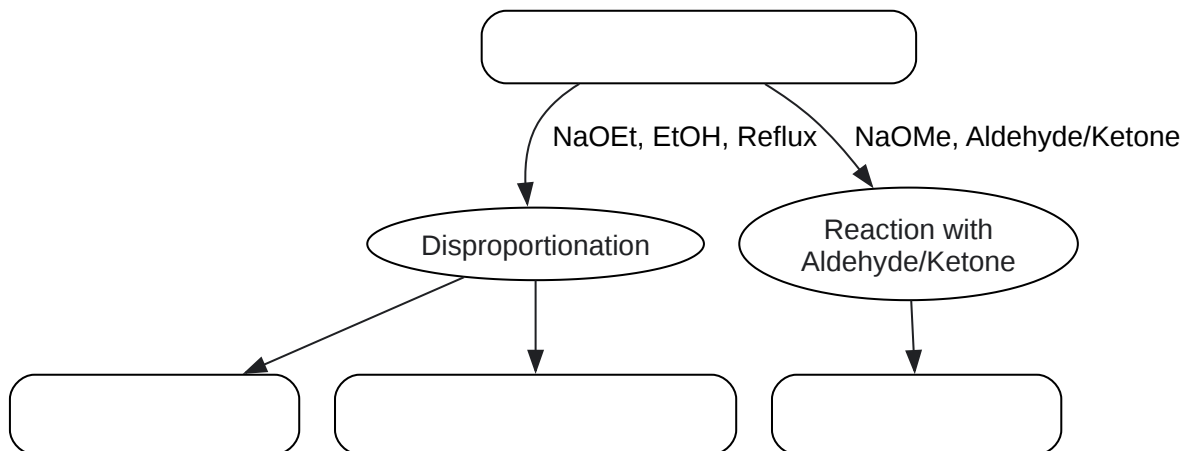 NaOEt, EtOH, Reflux
NaOMe, Aldehyde/Ketone
Disproportionation
Reaction with
Aldehyde/Ketone